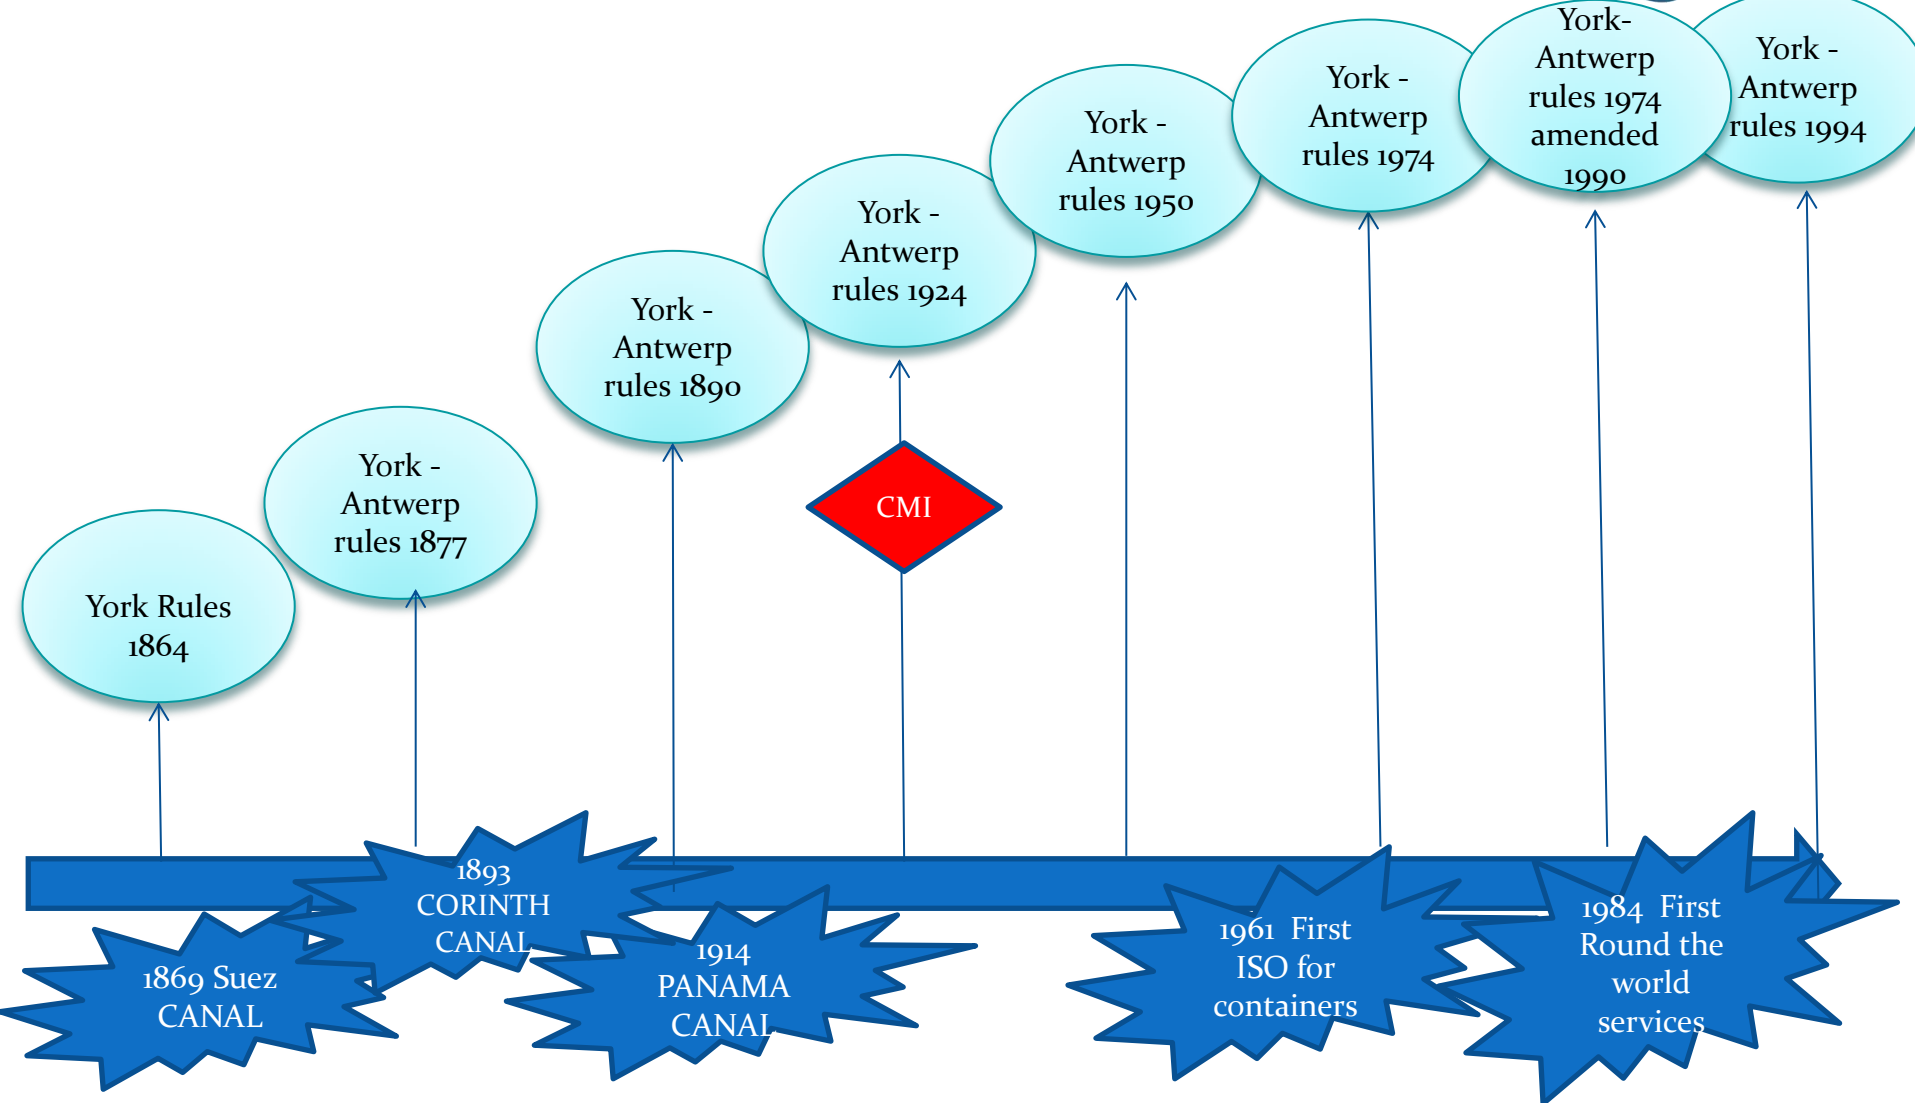 York Rules
1864
York -
Antwerp
rules 1877
York -
Antwerp
rules 1890
York -
Antwerp
rules 1924
York -
Antwerp
rules 1950
York -
Antwerp
rules 1974
York-
Antwerp
rules 1974
amended
1990
York -
Antwerp
rules 1994
CMI
1869 Suez
CANAL
1893
CORINTH
CANAL
1914
PANAMA
CANAL
1961 First
ISO for
containers
1984 First
Round the
world
services